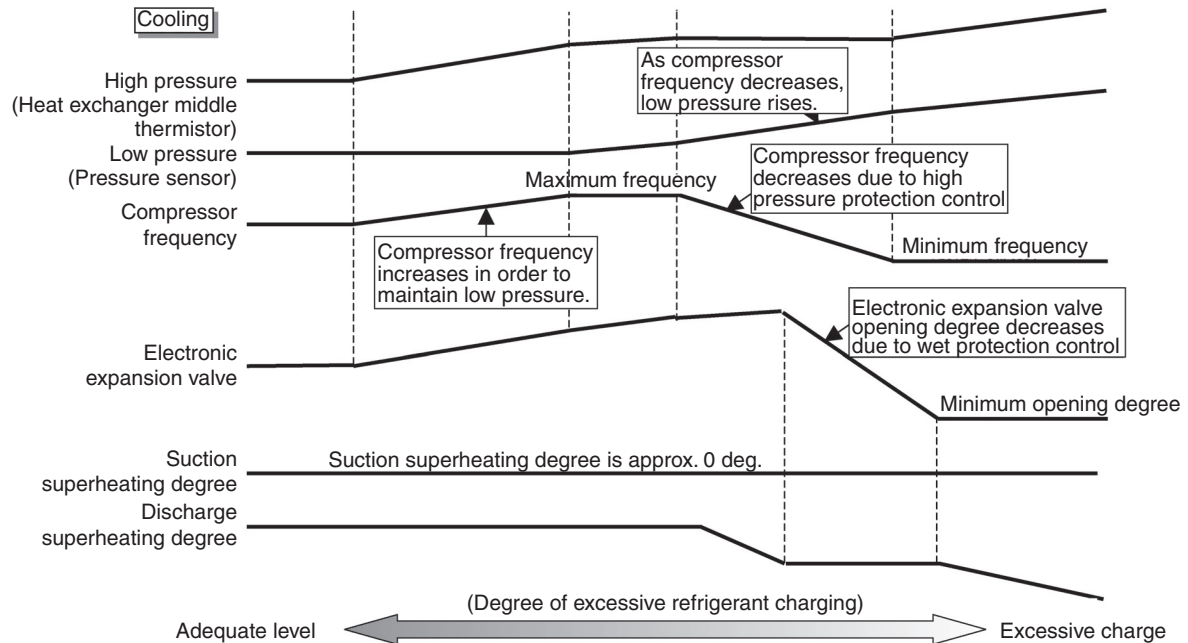 Cooling
High pressure
(Heat exchanger middle
thermistor)
As compressor
frequency decreases,
low pressure rises.
Low pressure
(Pressure sensor)
Compressor frequency
decreases due to high
pressure protection control
Maximum frequency
Compressor
frequency
Compressor frequency
increases in order to
maintain low pressure.
Minimum frequency
Electronic expansion valve
opening degree decreases
due to wet protection control
Electronic
expansion valve
Minimum opening degree
Suction
superheating degree
Suction superheating degree is approx. 0 deg.
Discharge
superheating degree
(Degree of excessive refrigerant charging)
Adequate level
Excessive charge